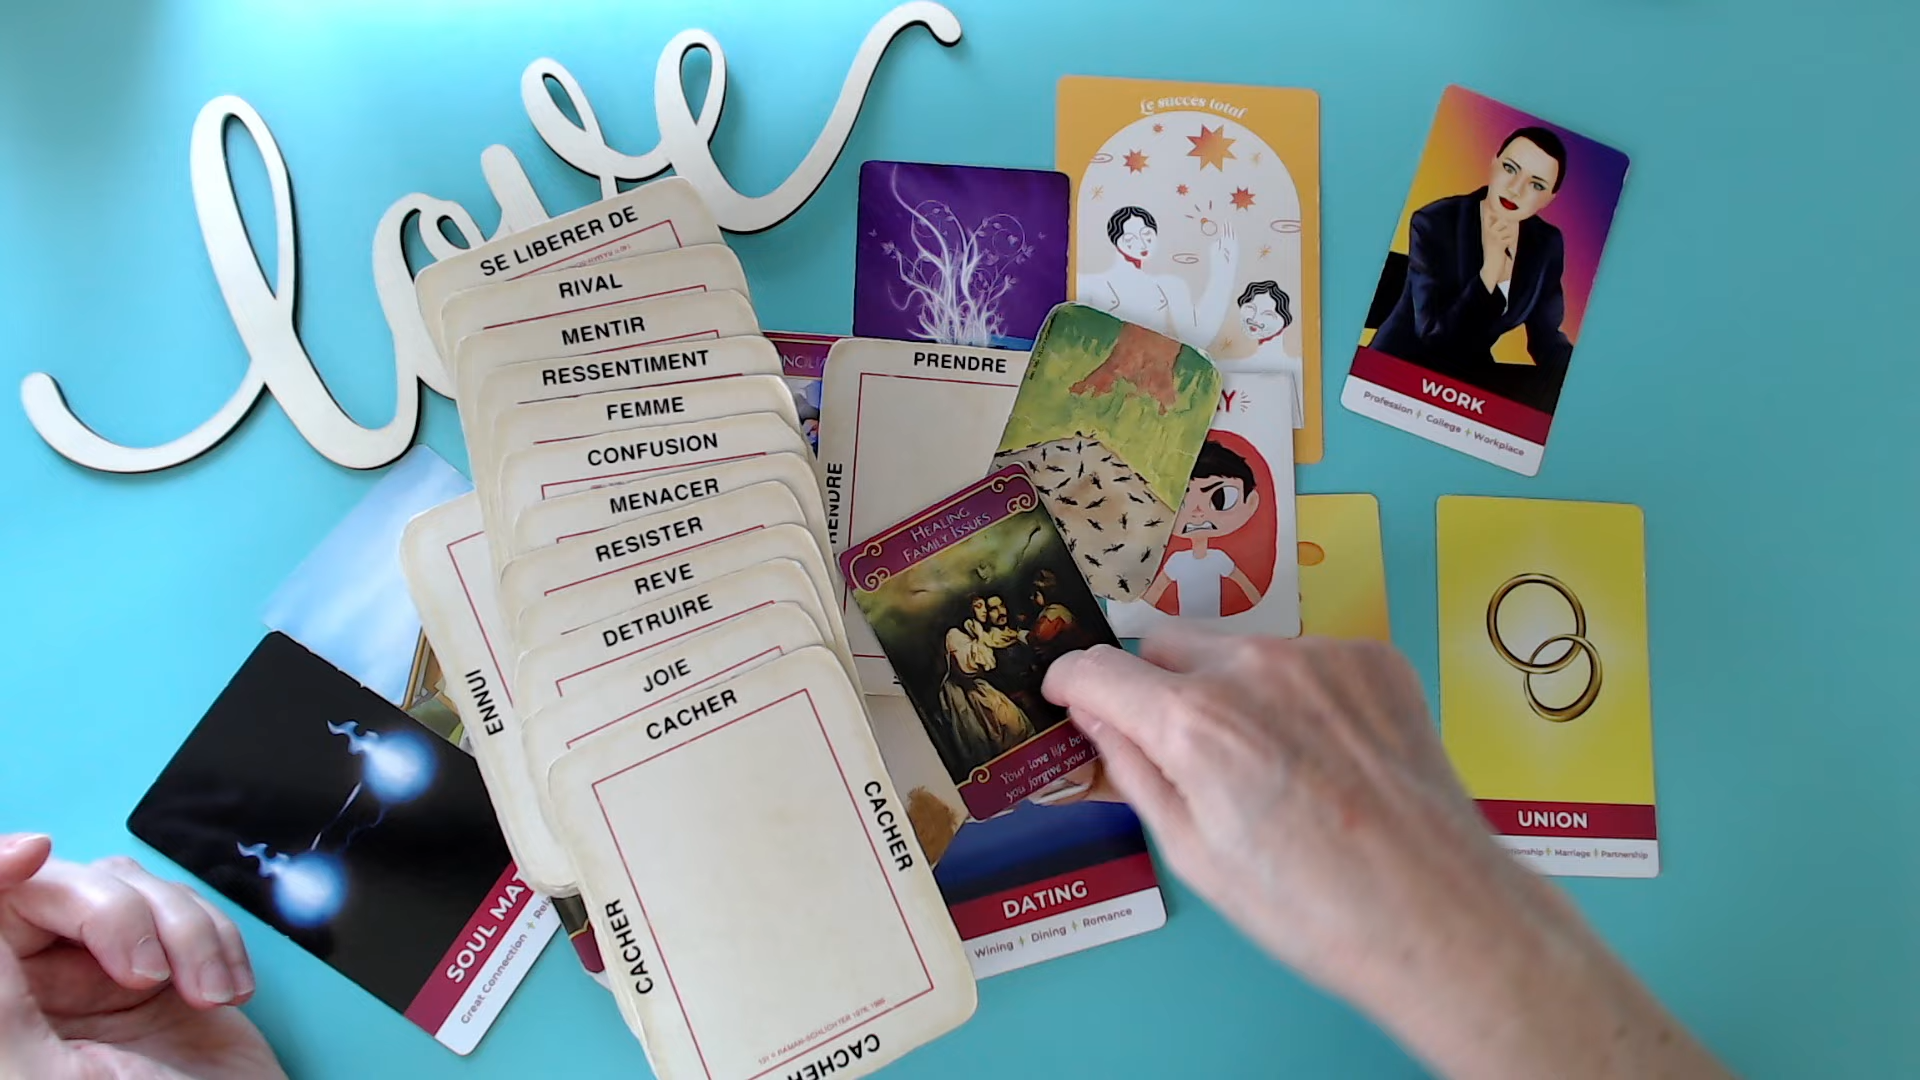 love
Le succès total
SE LIBERER DE
RIVAL
MENTIR
RESSENTIMENT
FEMME
CONFUSION
MENACER
RESISTER
REVE
DETRUIRE
JOIE
CACHER
CACHER
CACHER
CACHER
ENNUI
PRENDRE
HEALING
FAMILY ISSUES
Your love life
you forgive your
WORK
Profession + College + Workplace
UNION
Marriage + Partnership
DATING
Wining + Dining + Romance
SOUL MAT
Great Connection +